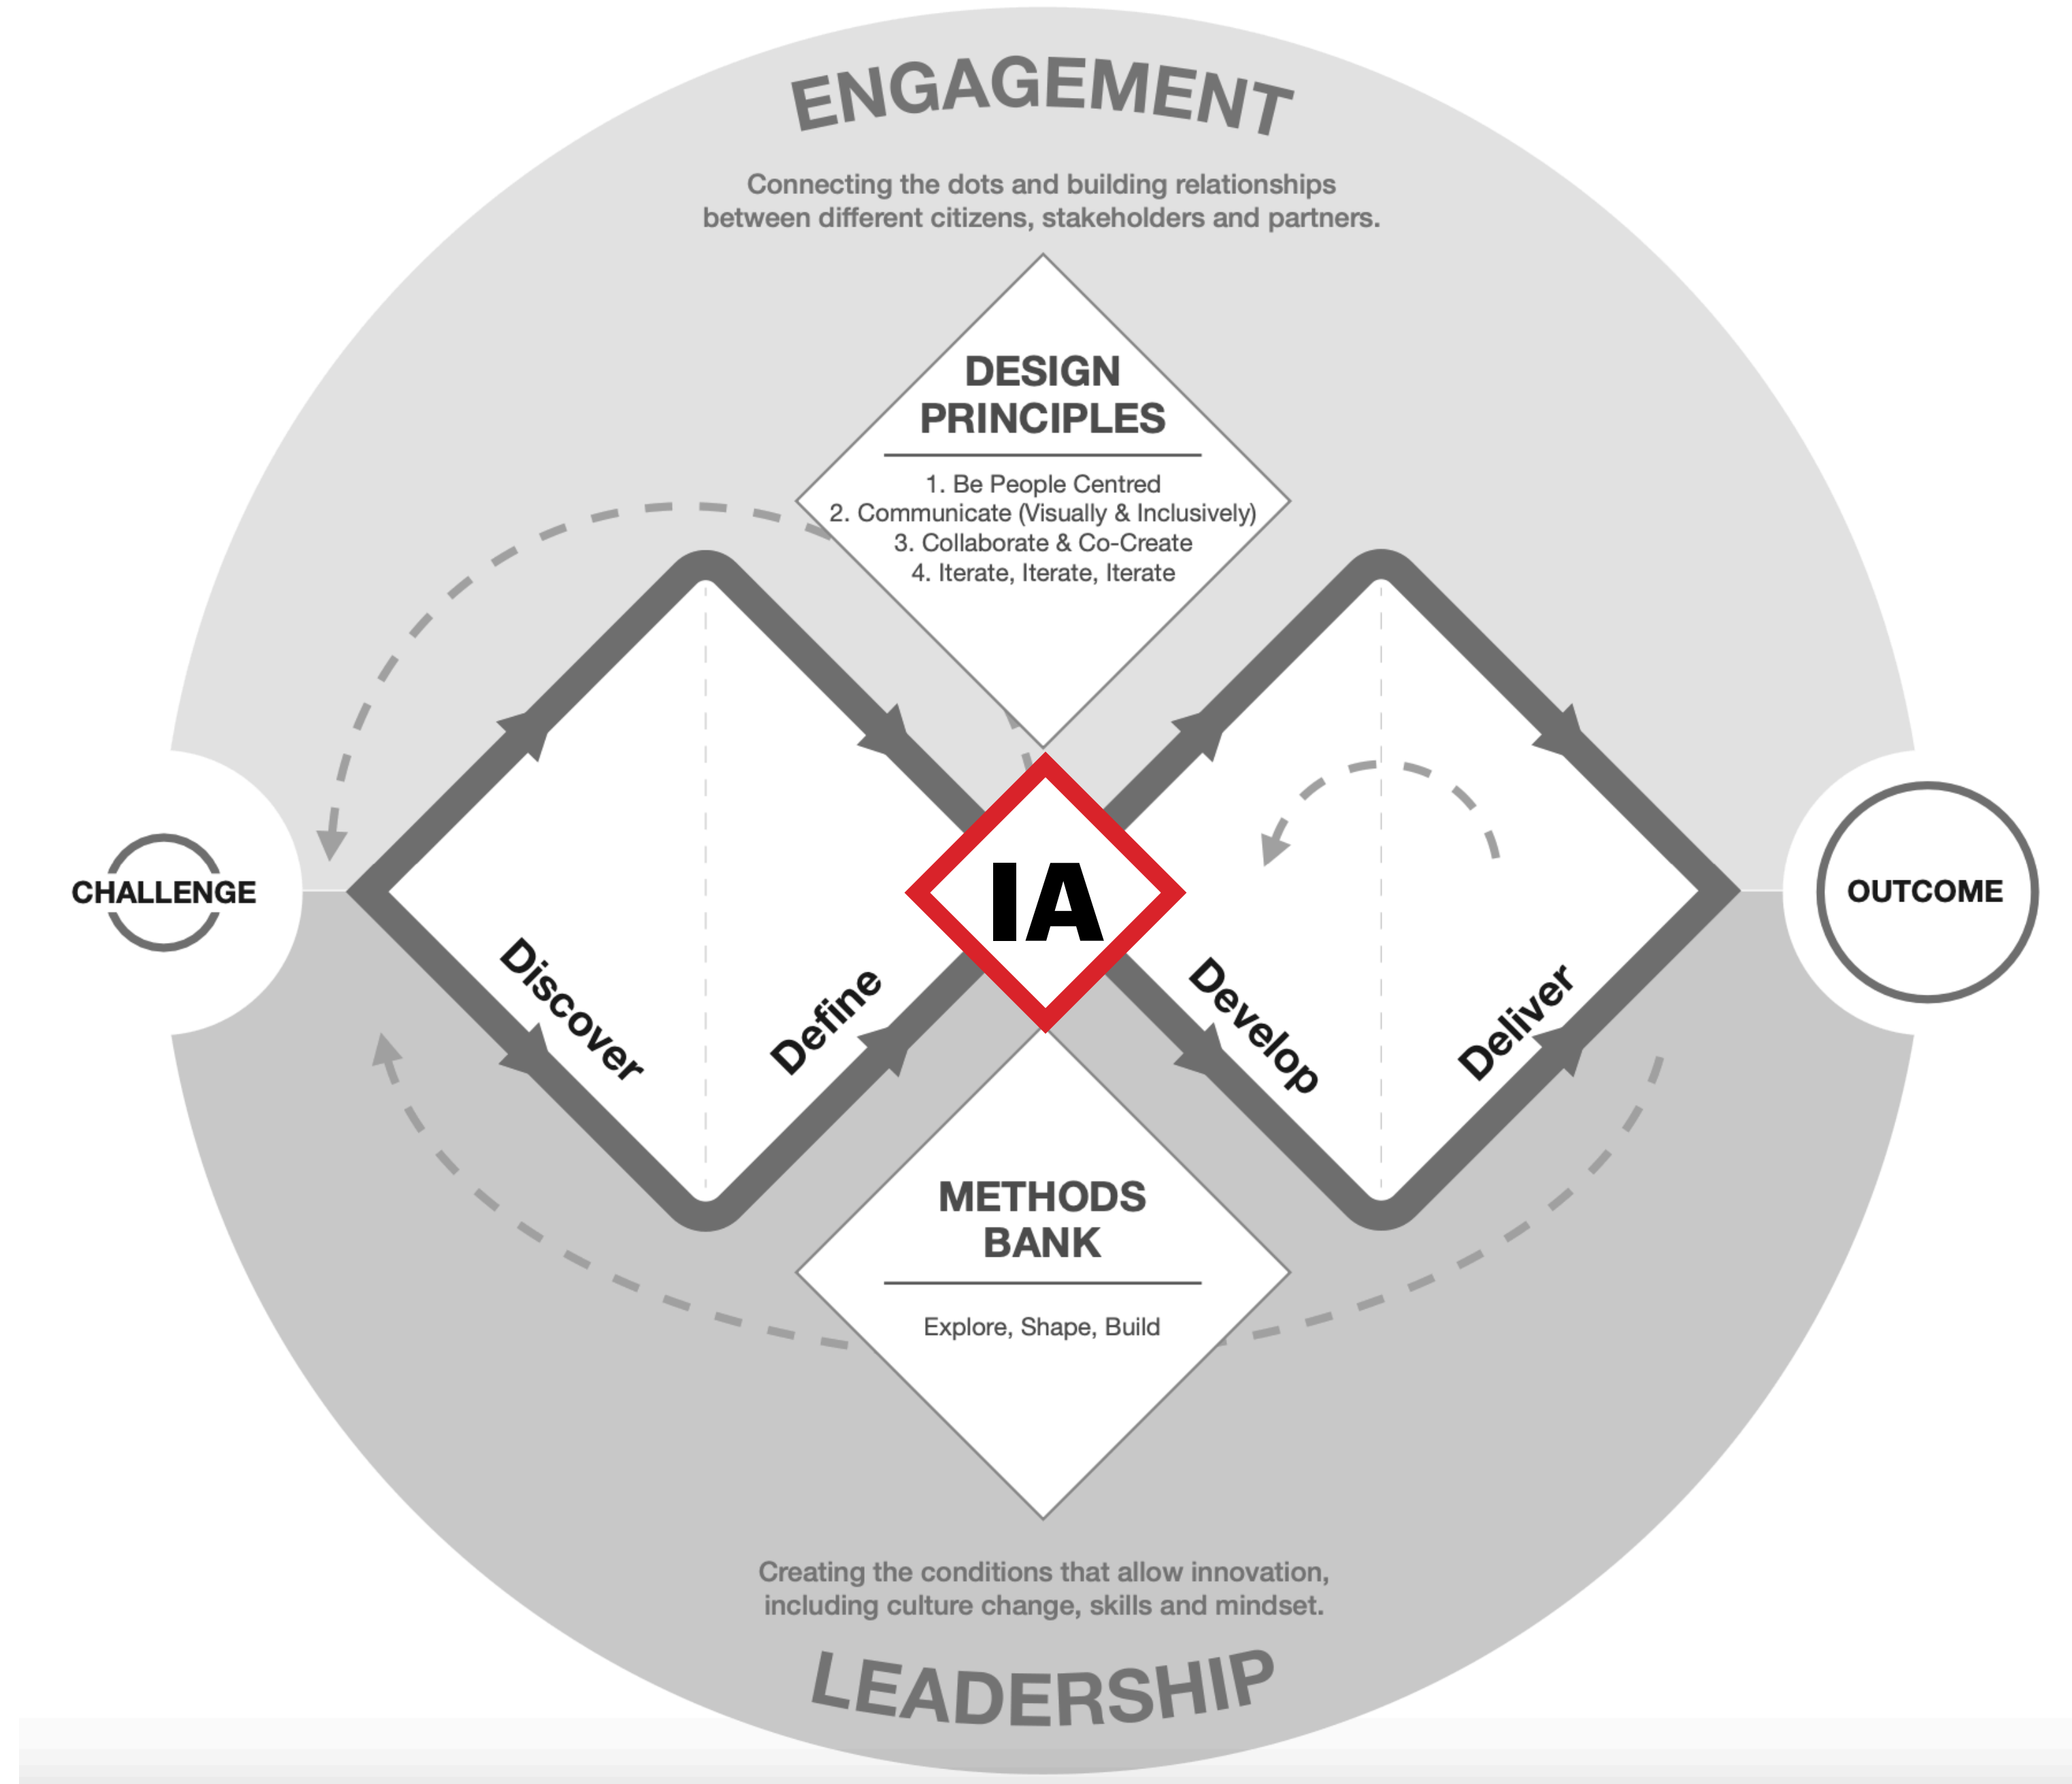 ENGAGEMENT
Connecting the dots and building relationships
between different citizens, stakeholders and partners.
DESIGN
PRINCIPLES
1. Be People Centred
2. Communicate (Visually & Inclusively)
3. Collaborate & Co-Create
4. Iterate, Iterate, Iterate
CHALLENGE
Discover
Define
IA
Develop
Deliver
OUTCOME
METHODS
BANK
Explore, Shape, Build
Creating the conditions that allow innovation,
including culture change, skills and mindset.
LEADERSHIP